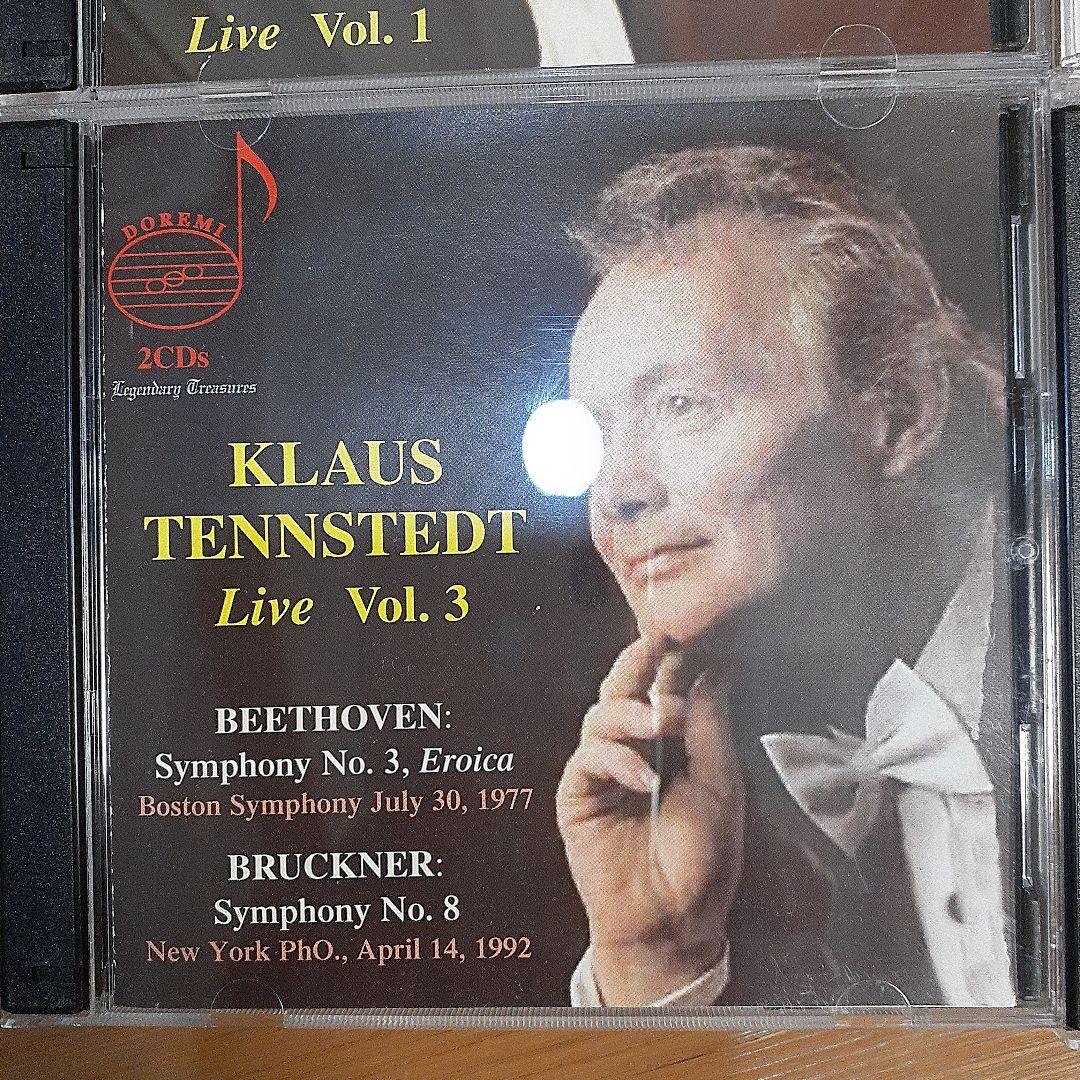 Live Vol. 1
DOREMI
2CDs
Legendary Treasures
KLAUS
TENNSTEDT
Live Vol. 3
BEETHOVEN:
Symphony No. 3, Eroica
Boston Symphony July 30, 1977
BRUCKNER:
Symphony No. 8
New York PhO., April 14, 1992